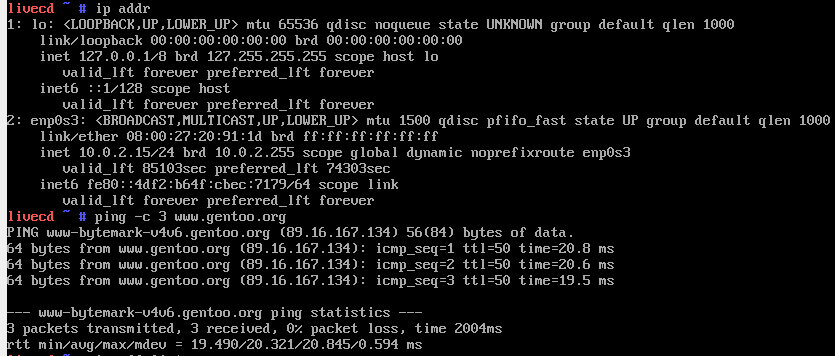 livecd ~ # ip addr
1: lo: <LOOPBACK,UP,LOWER_UP> mtu 65536 qdisc noqueue state UNKNOWN group default qlen 1000
    link/loopback 00:00:00:00:00:00 brd 00:00:00:00:00:00
    inet 127.0.0.1/8 brd 127.255.255.255 scope host lo
       valid_lft forever preferred_lft forever
    inet6 ::1/128 scope host
       valid_lft forever preferred_lft forever
2: enp0s3: <BROADCAST,MULTICAST,UP,LOWER_UP> mtu 1500 qdisc pfifo_fast state UP group default qlen 1000
    link/ether 08:00:27:20:91:1d brd ff:ff:ff:ff:ff:ff
    inet 10.0.2.15/24 brd 10.0.2.255 scope global dynamic noprefixroute enp0s3
       valid_lft 85103sec preferred_lft 74303sec
    inet6 fe80::4df2:b64f:cbec:7179/64 scope link
       valid_lft forever preferred_lft forever
livecd ~ # ping -c 3 www.gentoo.org
PING www-bytemark-v4v6.gentoo.org (89.16.167.134) 56(84) bytes of data.
64 bytes from www.gentoo.org (89.16.167.134): icmp_seq=1 ttl=50 time=20.8 ms
64 bytes from www.gentoo.org (89.16.167.134): icmp_seq=2 ttl=50 time=20.6 ms
64 bytes from www.gentoo.org (89.16.167.134): icmp_seq=3 ttl=50 time=19.5 ms

--- www-bytemark-v4v6.gentoo.org ping statistics ---
3 packets transmitted, 3 received, 0% packet loss, time 2004ms
rtt min/avg/max/mdev = 19.490/20.321/20.845/0.594 ms